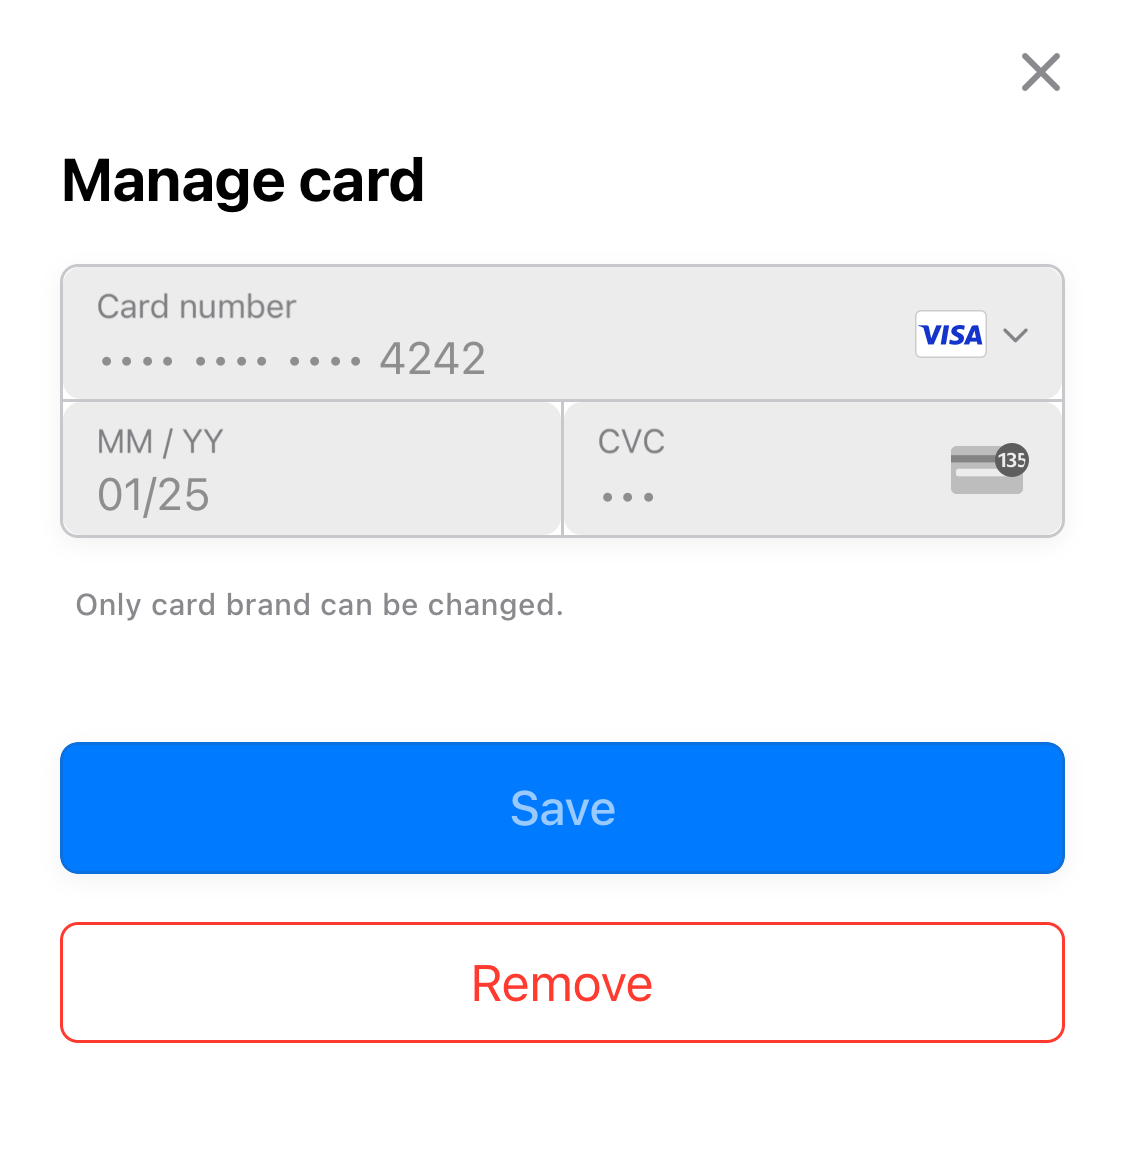 Manage card
Card number
•••• •••• •••• 4242
VISA
MM / YY
01/25
CVC
•••
135
Only card brand can be changed.
Save
Remove